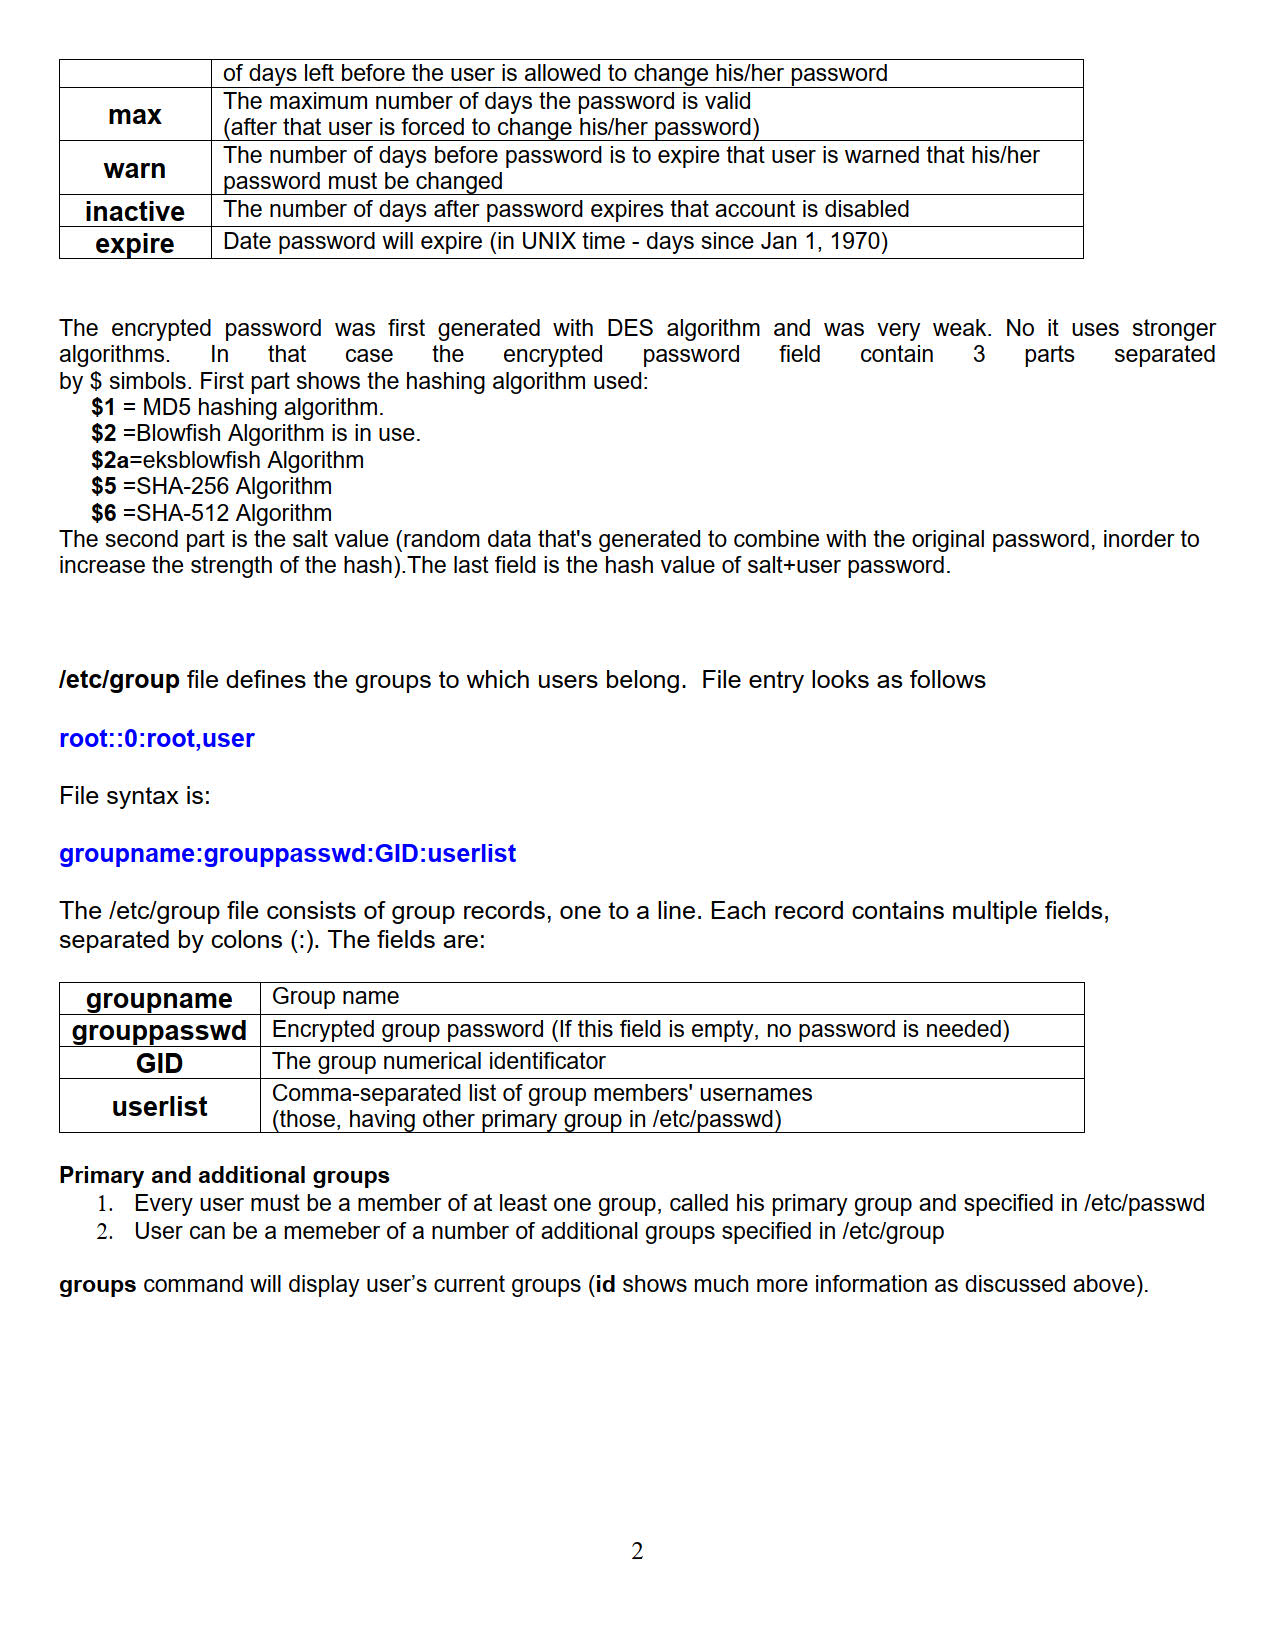 of days left before the user is allowed to change his/her password
max
The maximum number of days the password is valid
(after that user is forced to change his/her password)
warn
The number of days before password is to expire that user is warned that his/her
password must be changed
inactive
The number of days after password expires that account is disabled
expire
Date password will expire (in UNIX time - days since Jan 1, 1970)
The encrypted password was first generated with DES algorithm and was very weak. No it uses stronger
algorithms. In that case the encrypted password field contain 3 parts separated
by $ simbols. First part shows the hashing algorithm used:
$1 = MD5 hashing algorithm.
$2 =Blowfish Algorithm is in use.
$2a=eksblowfish Algorithm
$5 =SHA-256 Algorithm
$6 =SHA-512 Algorithm
The second part is the salt value (random data that's generated to combine with the original password, inorder to
increase the strength of the hash).The last field is the hash value of salt+user password.
/etc/group file defines the groups to which users belong.  File entry looks as follows
root::0:root,user
File syntax is:
groupname:grouppasswd:GID:userlist
The /etc/group file consists of group records, one to a line. Each record contains multiple fields,
separated by colons (:). The fields are:
groupname
Group name
grouppasswd
Encrypted group password (If this field is empty, no password is needed)
GID
The group numerical identificator
userlist
Comma-separated list of group members' usernames
(those, having other primary group in /etc/passwd)
Primary and additional groups
1. Every user must be a member of at least one group, called his primary group and specified in /etc/passwd
2. User can be a memeber of a number of additional groups specified in /etc/group
groups command will display user’s current groups (id shows much more information as discussed above).
2